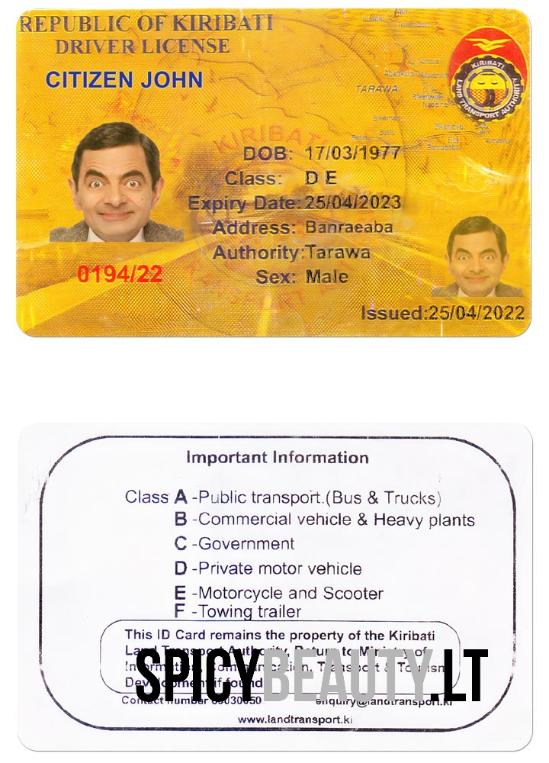 REPUBLIC OF KIRIBATI
DRIVER LICENSE
CITIZEN JOHN
KIRIBATI
LAND TRANSPORT AUTHORITY
TARAWA
DOB: 17/03/1977
Class: D E
Expiry Date: 25/04/2023
Address: Banraeaba
Authority: Tarawa
Sex: Male
0194/22
Issued: 25/04/2022
Important Information
Class A -Public transport.(Bus & Trucks)
B -Commercial vehicle & Heavy plants
C -Government
D -Private motor vehicle
E -Motorcycle and Scooter
F -Towing trailer
This ID Card remains the property of the Kiribati
Land Transport Authority, Return to Ministry of
Information, Communication, Transport & Tourism
Development if found
Contact number
enquiry@landtransport.ki
www.landtransport.ki
SPICYBEAUTY.LT